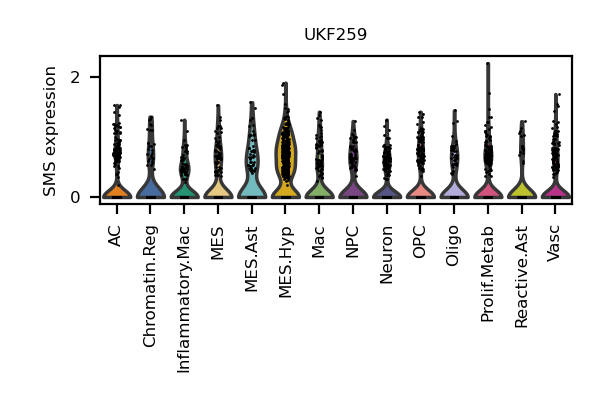 UKF259
SMS expression
2
0
AC
Chromatin.Reg
Inflammatory.Mac
MES
MES.Ast
MES.Hyp
Mac
NPC
Neuron
OPC
Oligo
Prolif.Metab
Reactive.Ast
Vasc